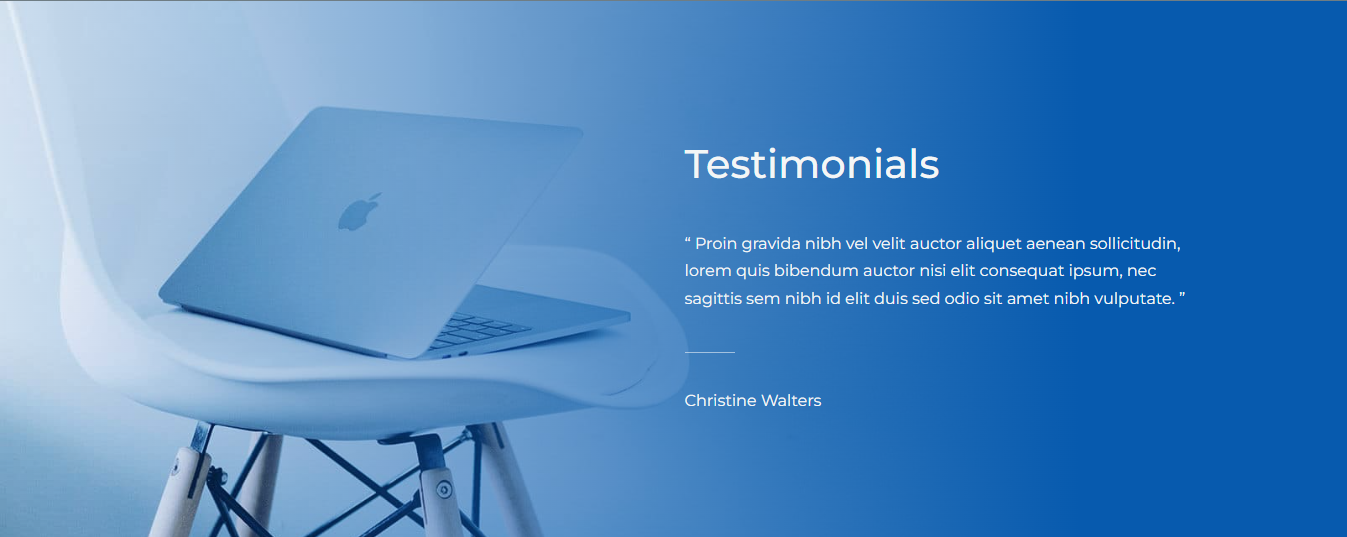 Testimonials
“ Proin gravida nibh vel velit auctor aliquet aenean sollicitudin,
lorem quis bibendum auctor nisi elit consequat ipsum, nec
sagittis sem nibh id elit duis sed odio sit amet nibh vulputate. ”
Christine Walters